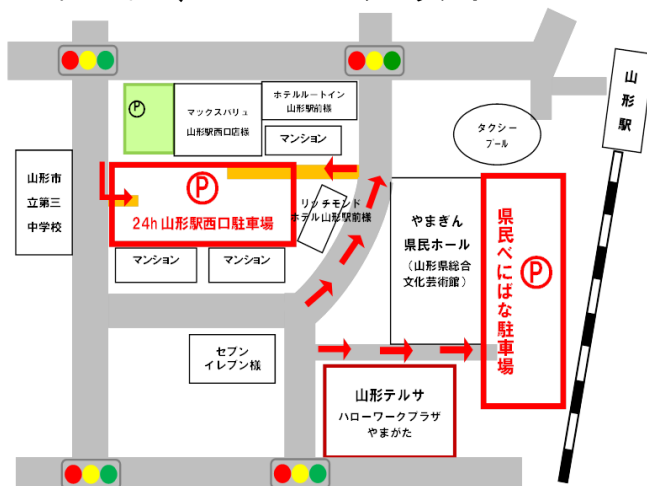 山形駅
Ⓟ
マックスバリュ
山形駅西口店様
ホテルルートイン
山形駅前様
マンション
タクシー
プール
山形市
立第三
中学校
Ⓟ
24h山形駅西口駐車場
リッチモンド
ホテル山形駅前様
やまぎん
県民ホール
（山形県総合
文化芸術館）
県民べにばな駐車場
Ⓟ
マンション
マンション
セブン
イレブン様
山形テルサ
ハローワークプラザ
やまがた